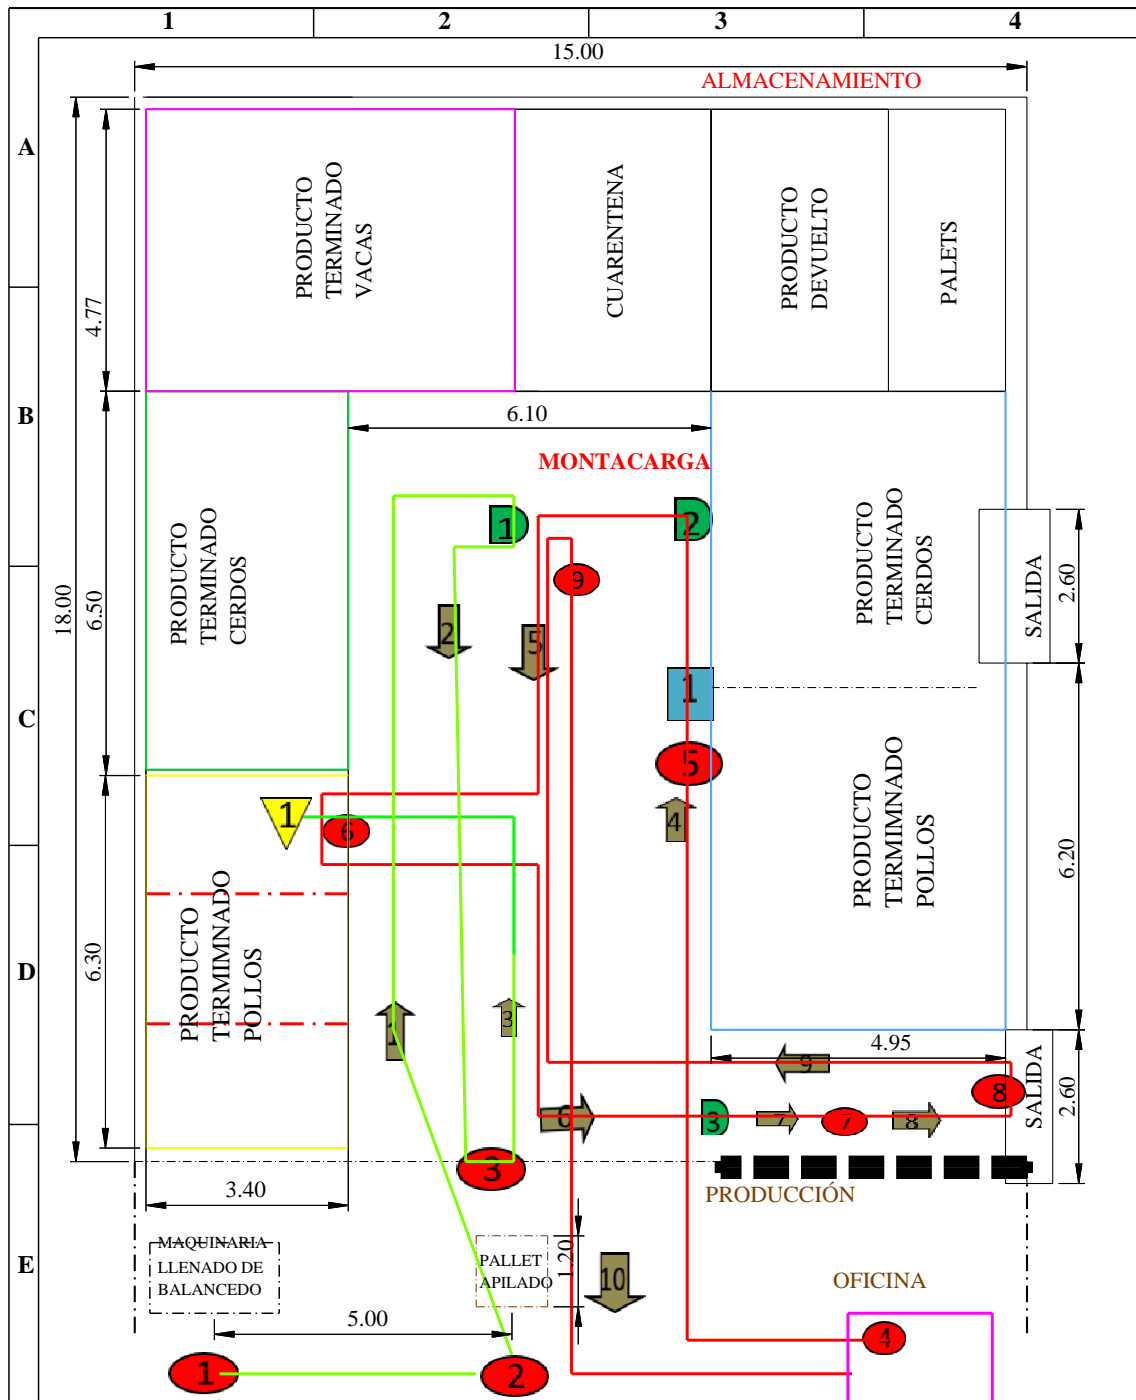 1
2
3
4
15.00
ALMACENAMIENTO
A
PRODUCTO
TERMINADO
VACAS
CUARENTENA
PRODUCTO
DEVUELTO
PALETS
4.77
B
6.10
MONTACARGA
1
2
PRODUCTO
TERMINADO
CERDOS
PRODUCTO
TERMINADO
CERDOS
SALIDA
2.60
9
18.00
6.50
2
5
C
1
5
1
6
4
PRODUCTO
TERMIMNADO
POLLOS
6.20
D
6.30
PRODUCTO
TERMIMNADO
POLLOS
1
3
4.95
9
8
SALIDA
2.60
6
3
7
7
8
3
3.40
PRODUCCIÓN
E
MAQUINARIA
LLENADO DE
BALANCEDO
PALLET
APILADO
1.20
10
OFICINA
5.00
4
1
2